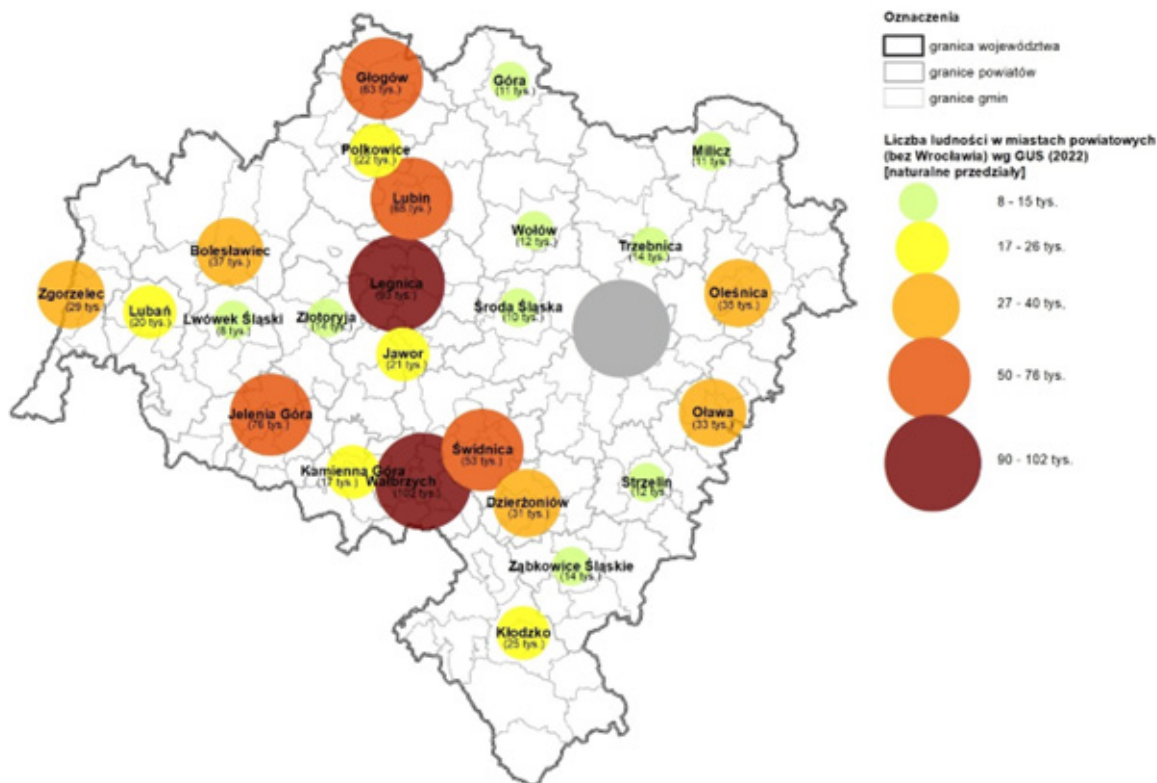 Oznaczenia
granica województwa
granice powiatów
granice gmin
Liczba ludności w miastach powiatowych
(bez Wrocławia) wg GUS (2022)
[naturalne przedziały]
8 - 15 tys.
17 - 26 tys.
27 - 40 tys.
50 - 76 tys.
90 - 102 tys.
Głogów
(63 tys.)
Góra
(11 tys.)
Polkowice
(22 tys.)
Milicz
(11 tys.)
Lubin
(68 tys.)
Wołów
(12 tys.)
Trzebnica
(14 tys.)
Bolesławiec
(37 tys.)
Zgorzelec
(29 tys.
Legnica
tys.)
Oleśnica
(35 tys.)
Lubań
(20 tys.)
Lwówek Śląski
(8 tys.)
Złotoryja
(14 tys.)
Środa Śląska
(10 tys.)
Jawor
(21 tys.)
Jelenia Góra
(76 tys.)
Oława
(33 tys.)
Świdnica
(53 tys.)
Kamienna Góra
(17 tys.)
Wałbrzych
(102 tys.)
Strzelin
(12 tys.)
Dzierżoniów
(31 tys.)
Ząbkowice Śląskie
(14 tys.)
Kłodzko
(25 tys.)